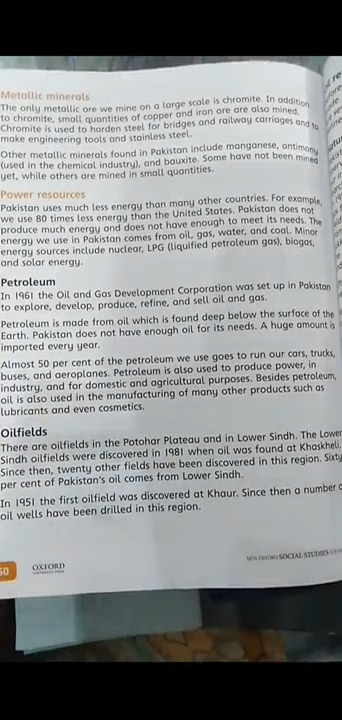 Metallic minerals
The only metallic ore we mine on a large scale is chromite. In addition
to chromite, small quantities of copper and iron ore are also mined.
Chromite is used to harden steel for bridges and railway carriages and to
make engineering tools and stainless steel.
Other metallic minerals found in Pakistan include manganese, antimony
(used in the chemical industry), and bauxite. Some have not been mined
yet, while others are mined in small quantities.
Power resources
Pakistan uses much less energy than many other countries. For example,
we use 80 times less energy than the United States. Pakistan does not
produce much energy and does not have enough to meet its needs. The
energy we use in Pakistan comes from oil, gas, water, and coal. Minor
energy sources include nuclear, LPG (liquified petroleum gas), biogas,
and solar energy.
Petroleum
In 1961 the Oil and Gas Development Corporation was set up in Pakistan
to explore, develop, produce, refine, and sell oil and gas.
Petroleum is made from oil which is found deep below the surface of the
Earth. Pakistan does not have enough oil for its needs. A huge amount is
imported every year.
Almost 50 per cent of the petroleum we use goes to run our cars, trucks,
buses, and aeroplanes. Petroleum is also used to produce power, in
industry, and for domestic and agricultural purposes. Besides petroleum,
oil is also used in the manufacturing of many other products such as
lubricants and even cosmetics.
Oilfields
There are oilfields in the Potohar Plateau and in Lower Sindh. The Lower
Sindh oilfields were discovered in 1981 when oil was found at Khaskheli.
Since then, twenty other fields have been discovered in this region. Sixty
per cent of Pakistan's oil comes from Lower Sindh.
In 1951 the first oilfield was discovered at Khaur. Since then a number o
oil wells have been drilled in this region.
50
OXFORD
UNIVERSITY PRESS
NEW OXFORD SOCIAL STUDIES